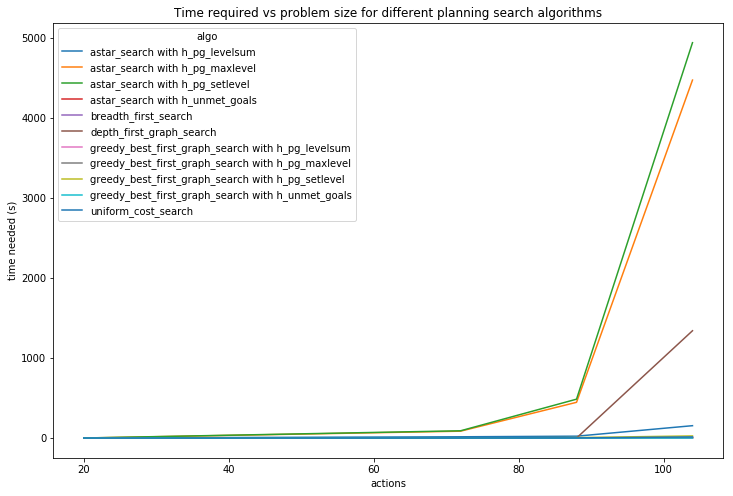 Time required vs problem size for different planning search algorithms
algo
astar_search with h_pg_levelsum
astar_search with h_pg_maxlevel
astar_search with h_pg_setlevel
astar_search with h_unmet_goals
breadth_first_search
depth_first_graph_search
greedy_best_first_graph_search with h_pg_levelsum
greedy_best_first_graph_search with h_pg_maxlevel
greedy_best_first_graph_search with h_pg_setlevel
greedy_best_first_graph_search with h_unmet_goals
uniform_cost_search
time needed (s)
5000
4000
3000
2000
1000
0
20 40 60 80 100
actions